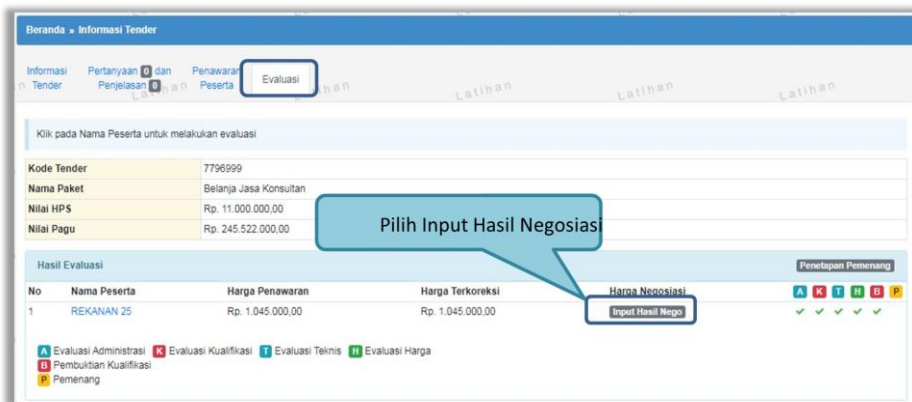 Beranda » Informasi Tender
Informasi Tender
Pertanyaan 0 dan Penjelasan 0
Penawaran Peserta
Evaluasi
Latihan Latihan Latihan Latihan Latihan
Klik pada Nama Peserta untuk melakukan evaluasi
Kode Tender 7796999
Nama Paket Belanja Jasa Konsultan
Nilai HPS Rp. 11.000.000,00
Nilai Pagu Rp. 245.522.000,00
Pilih Input Hasil Negosiasi
Hasil Evaluasi Penetapan Pemenang
No Nama Peserta Harga Penawaran Harga Terkoreksi Harga Negosiasi A K T H B P
1 REKANAN 25 Rp. 1.045.000,00 Rp. 1.045.000,00 Input Hasil Nego
A Evaluasi Administrasi K Evaluasi Kualifikasi T Evaluasi Teknis H Evaluasi Harga
B Pembuktian Kualifikasi
P Pemenang